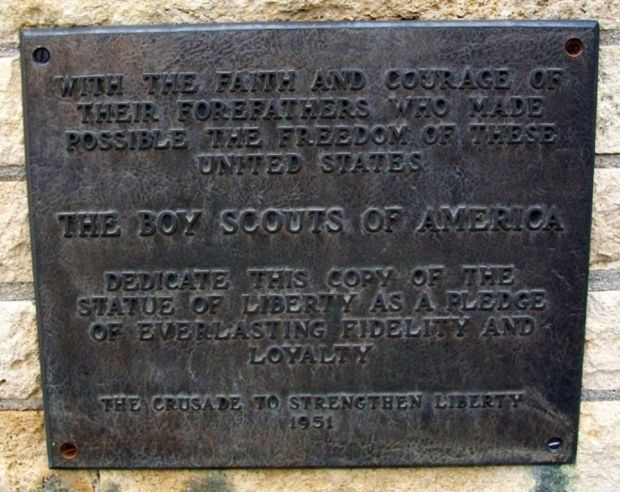 WITH THE FAITH AND COURAGE OF
THEIR FOREFATHERS WHO MADE
POSSIBLE THE FREEDOM OF THESE
UNITED STATES
THE BOY SCOUTS OF AMERICA
DEDICATE THIS COPY OF THE
STATUE OF LIBERTY AS A PLEDGE
OF EVERLASTING FIDELITY AND
LOYALTY
THE CRUSADE TO STRENGTHEN LIBERTY
1951